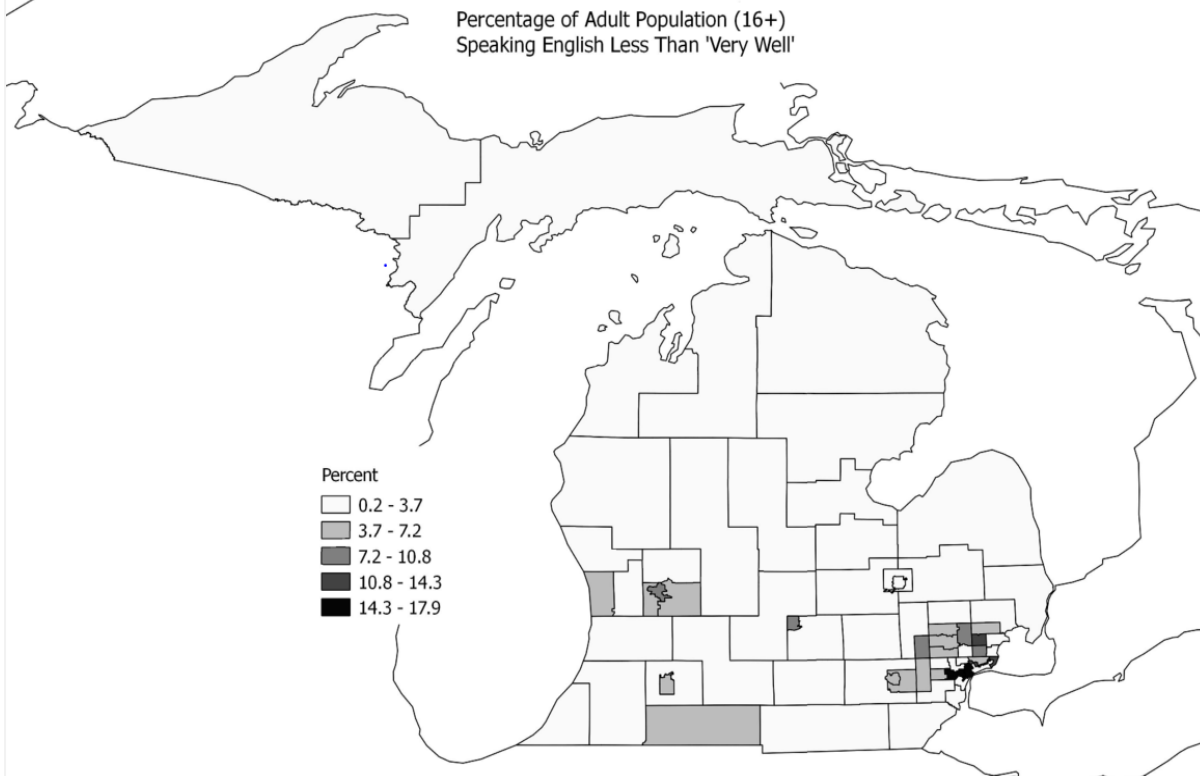 Percentage of Adult Population (16+)
Speaking English Less Than 'Very Well'
Percent
0.2 - 3.7
3.7 - 7.2
7.2 - 10.8
10.8 - 14.3
14.3 - 17.9